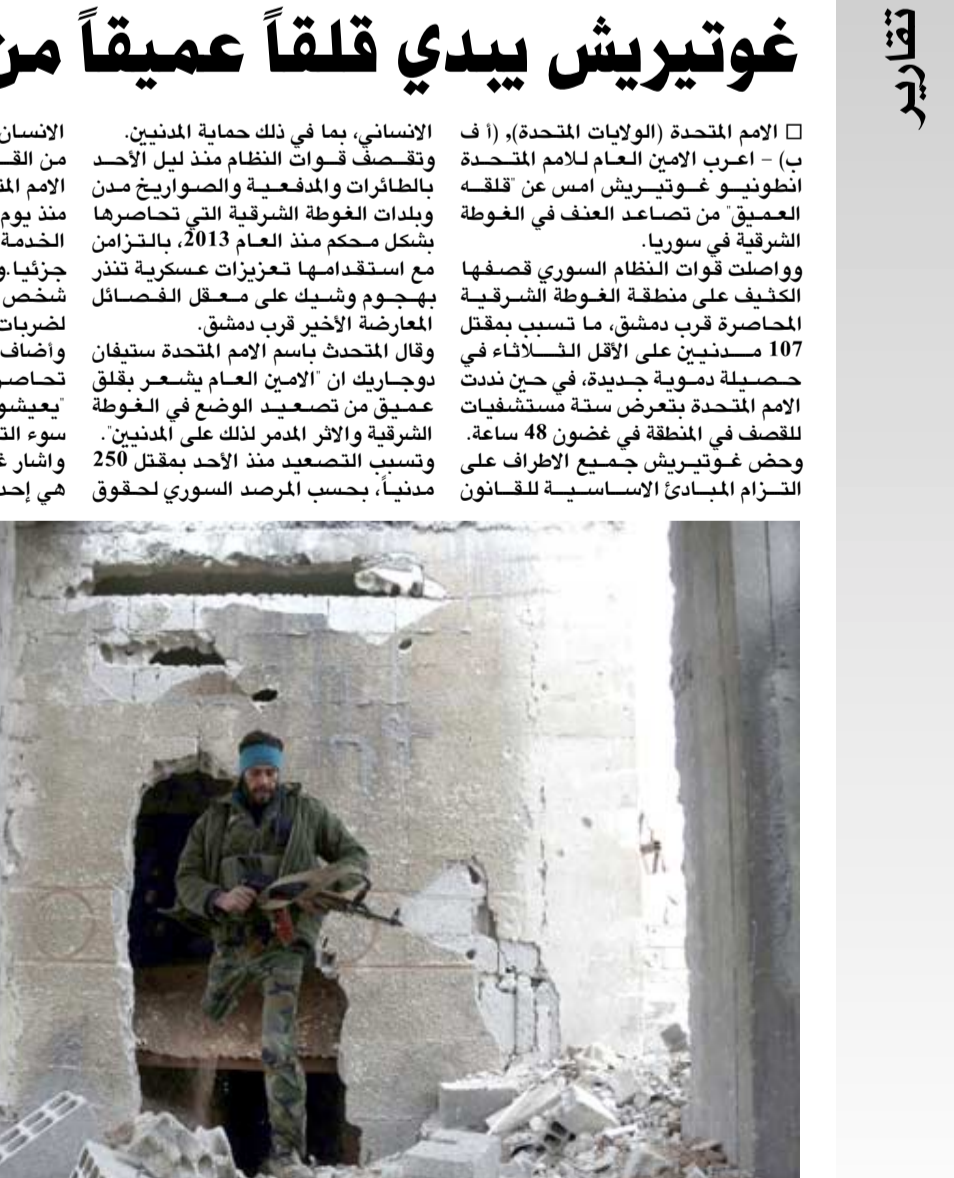 تقارير
غوتيريش يبدي قلقاً عميقاً من
□ الامم المتحدة (الولايات المتحدة)، (أ ف
ب) – اعرب الامين العام للامم المتحدة
انطونيو غوتيريش امس عن "قلقه
العميق" من تصاعد العنف في الغوطة
الشرقية في سوريا.
وواصلت قوات النظام السوري قصفها
الكثيف على منطقة الغوطة الشرقية
المحاصرة قرب دمشق، ما تسبب بمقتل
107 مدنيين على الأقل الثلاثاء في
حصيلة دموية جديدة، في حين نددت
الامم المتحدة بتعرض ستة مستشفيات
للقصف في المنطقة في غضون 48 ساعة.
وحض غوتيريش جميع الاطراف على
التزام المبادئ الاساسية للقانون
الانساني، بما في ذلك حماية المدنيين.
وتقصف قوات النظام منذ ليل الأحد
بالطائرات والمدفعية والصواريخ مدن
وبلدات الغوطة الشرقية التي تحاصرها
بشكل محكم منذ العام 2013، بالتزامن
مع استقدامها تعزيزات عسكرية تنذر
بهجوم وشيك على معقل الفصائل
المعارضة الأخير قرب دمشق.
وقال المتحدث باسم الامم المتحدة ستيفان
دوجاريك ان "الامين العام يشعر بقلق
عميق من تصعيد الوضع في الغوطة
الشرقية والاثر المدمر لذلك على المدنيين".
وتسبب التصعيد منذ الأحد بمقتل 250
مدنياً، بحسب المرصد السوري لحقوق
الانسان
من
الامم
منذ يوم
الخدمة
جزئيا.
شخص
لضربات
وأضاف

سوء
واشار
هي